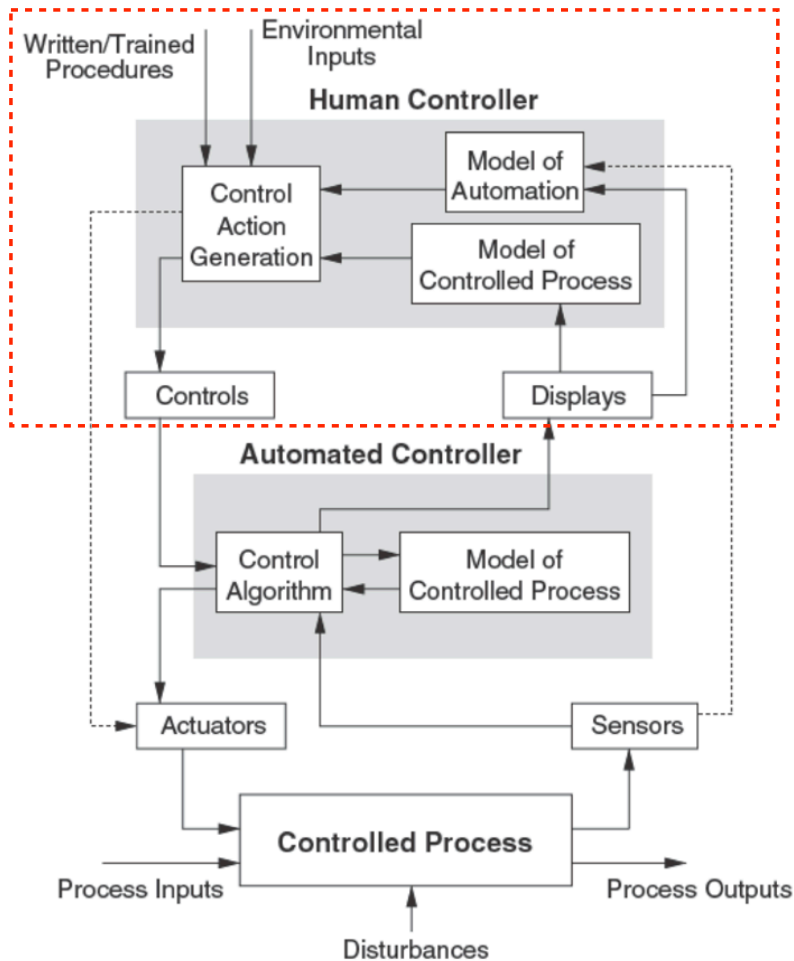 Written/Trained
Procedures
Environmental
Inputs
Human Controller
Control
Action
Generation
Model of
Automation
Model of
Controlled Process
Controls
Displays
Automated Controller
Control
Algorithm
Model of
Controlled Process
Actuators
Sensors
Controlled Process
Process Inputs
Process Outputs
Disturbances